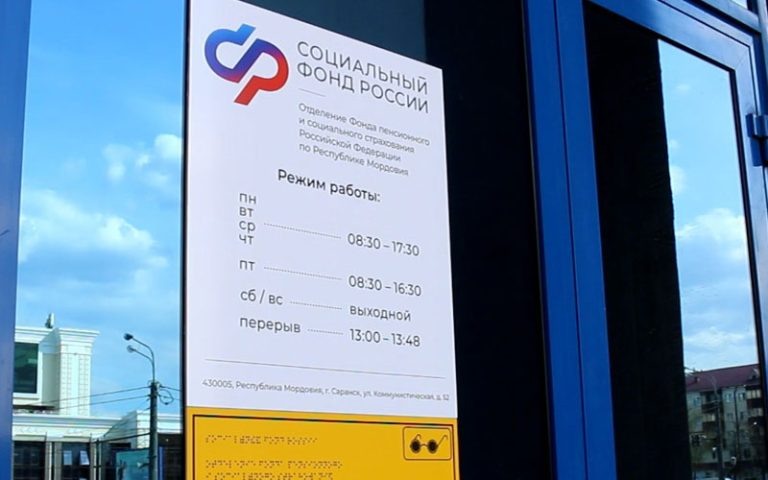 СОЦИАЛЬНЫЙ
ФОНД РОССИИ
Отделение Фонда пенсионного
и социального страхования
Российской Федерации
по Республике Мордовия
Режим работы:
пн
вт
ср
чт
08:30 – 17:30
пт 08:30 – 16:30
сб / вс выходной
перерыв 13:00 – 13:48
430005, Республика Мордовия, г. Саранск, ул. Коммунистическая, д. 52